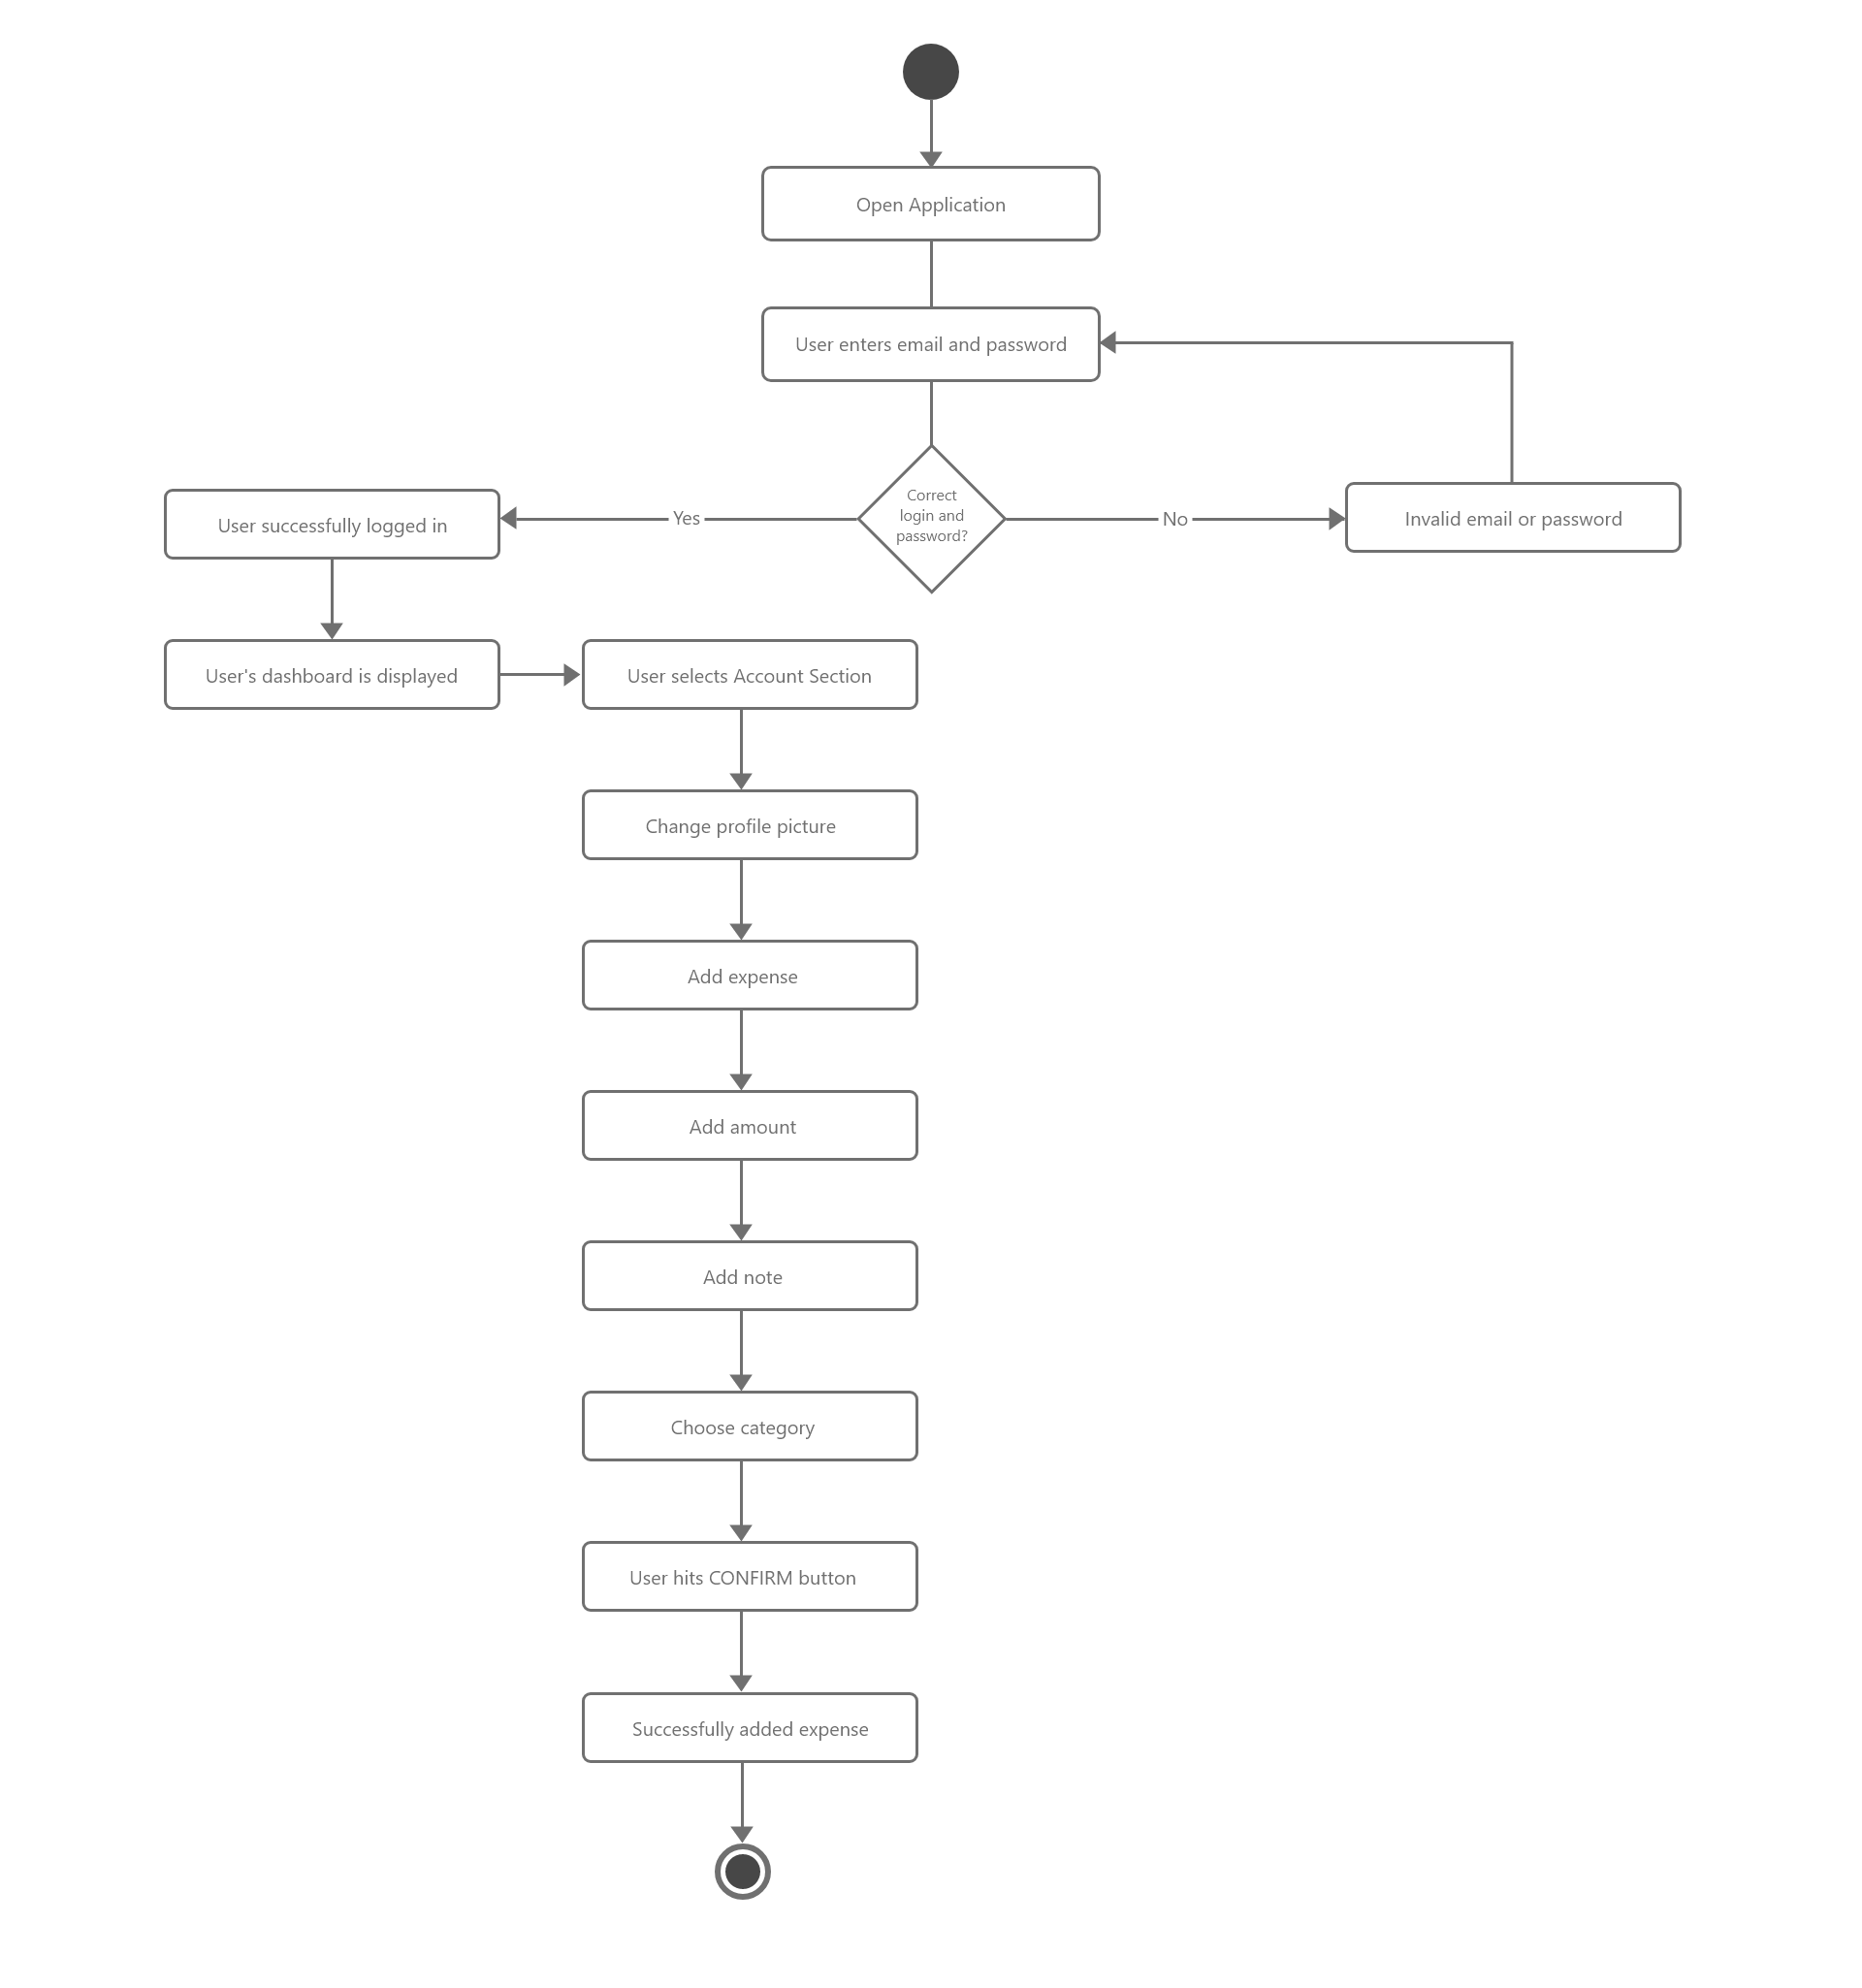 Open Application
User enters email and password
Correct
login and
password?
Yes
No
User successfully logged in
Invalid email or password
User's dashboard is displayed
User selects Account Section
Change profile picture
Add expense
Add amount
Add note
Choose category
User hits CONFIRM button
Successfully added expense